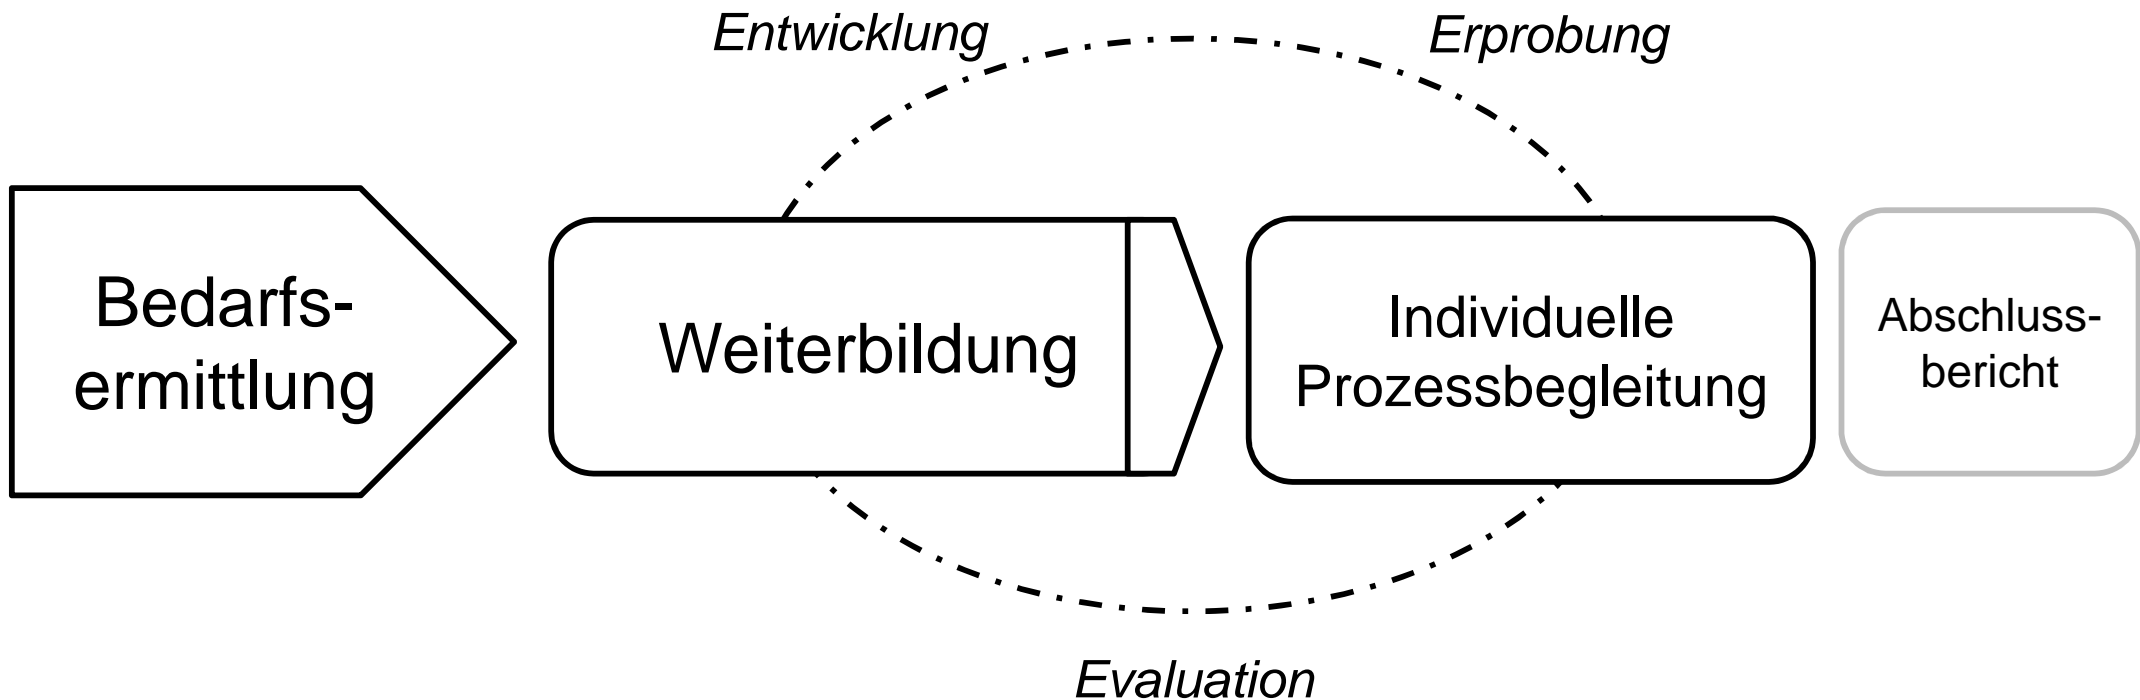 Entwicklung
Erprobung
Bedarfs-
ermittlung
Weiterbildung
Individuelle
Prozessbegleitung
Abschluss-
bericht
Evaluation